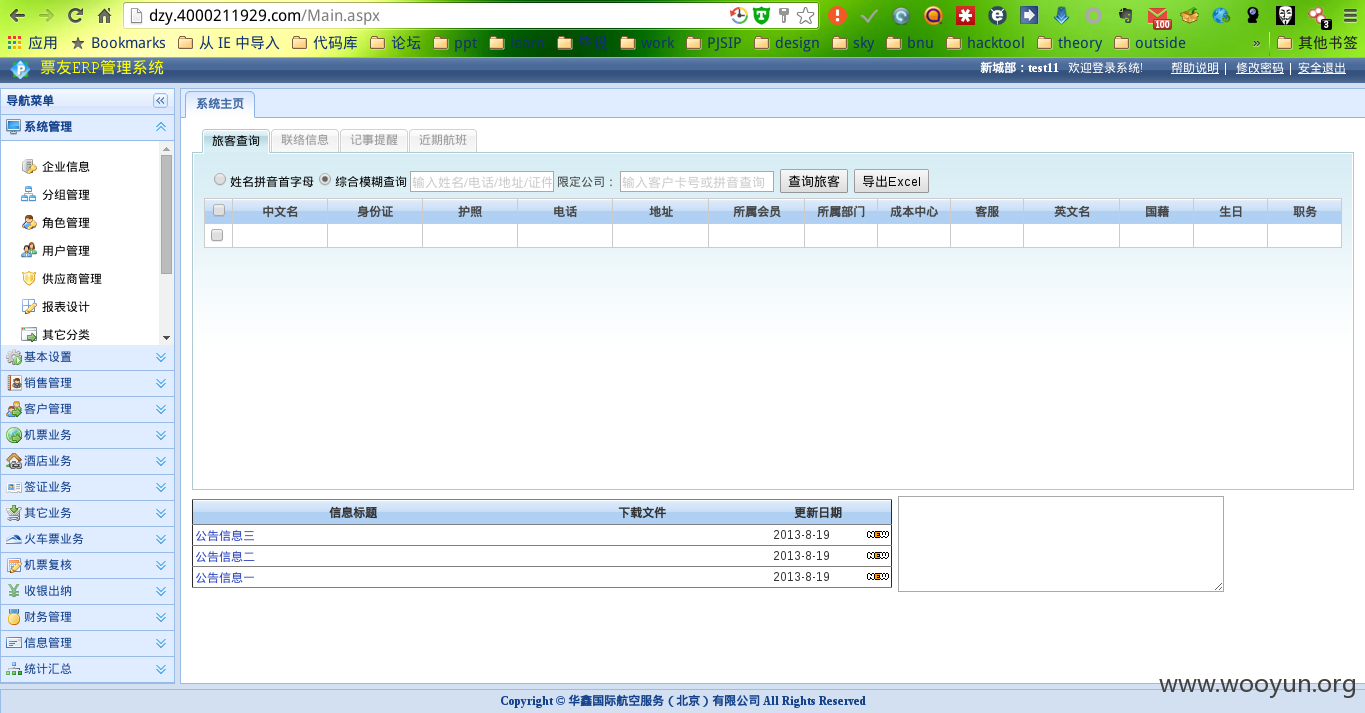 dzy.4000211929.com/Main.aspx
100
3
应用 Bookmarks 从 IE 中导入 代码库 论坛 ppt work PJSIP design sky bnu hacktool theory outside » 其他书签
票友ERP管理系统
新城部：test11 欢迎登录系统! 帮助说明 | 修改密码 | 安全退出
导航菜单
系统管理
企业信息
分组管理
角色管理
用户管理
供应商管理
报表设计
其它分类
基本设置
销售管理
客户管理
机票业务
酒店业务
签证业务
其它业务
火车票业务
机票复核
收银出纳
财务管理
信息管理
统计汇总
系统主页
旅客查询 联络信息 记事提醒 近期航班
姓名拼音首字母 综合模糊查询 输入姓名/电话/地址/证件 限定公司： 输入客户卡号或拼音查询 查询旅客 导出Excel
中文名 身份证 护照 电话 地址 所属会员 所属部门 成本中心 客服 英文名 国藉 生日 职务
信息标题 下载文件 更新日期
公告信息三 2013-8-19 NEW
公告信息二 2013-8-19 NEW
公告信息一 2013-8-19 NEW
www.wooyun.org
Copyright © 华鑫国际航空服务（北京）有限公司 All Rights Reserved